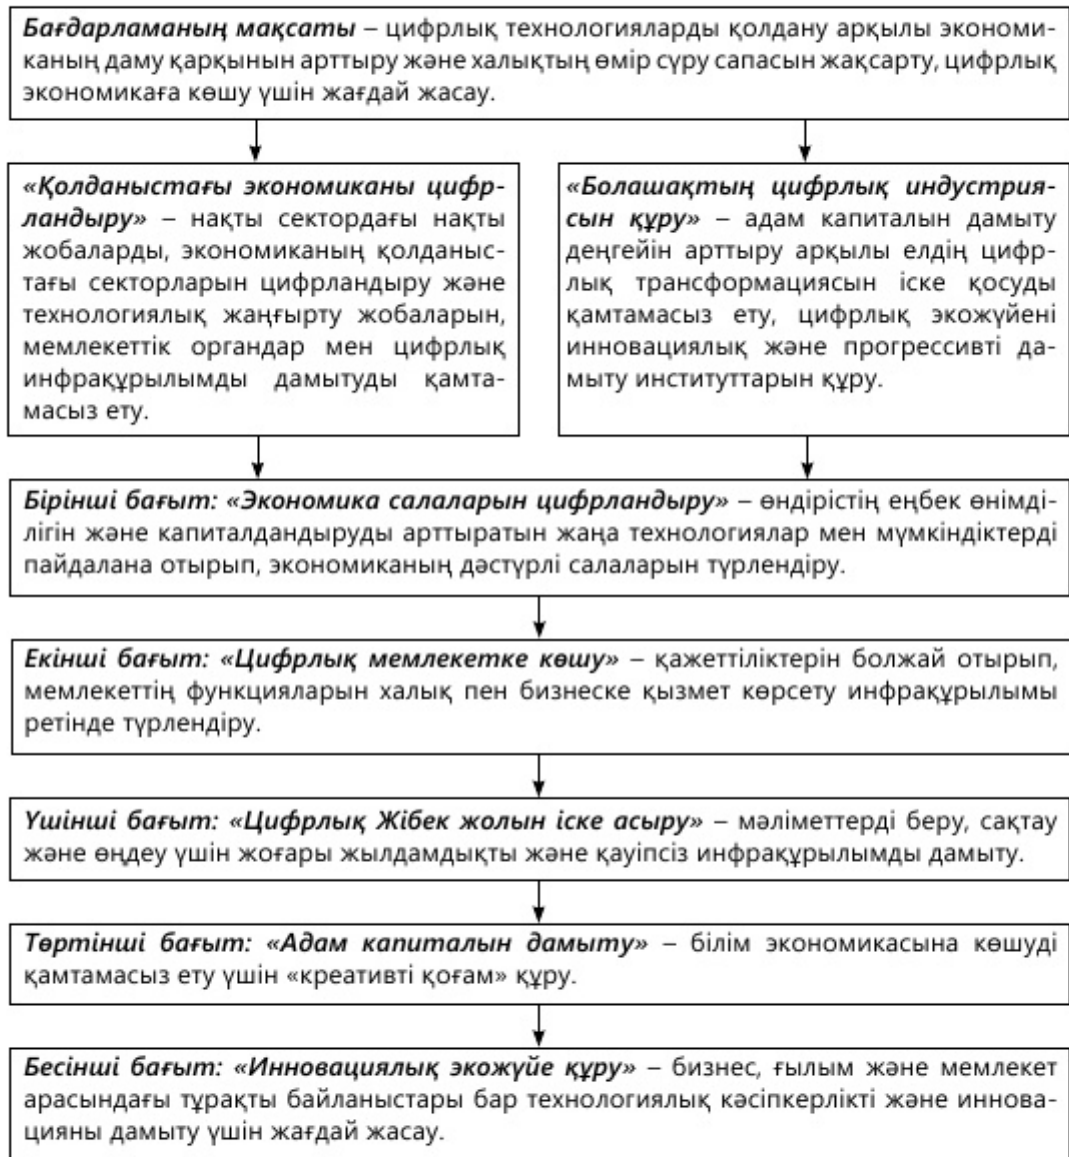 Бағдарламаның мақсаты – цифрлық технологияларды қолдану арқылы экономи-
каның даму қарқынын арттыру және халықтың өмір сүру сапасын жақсарту, цифрлық
экономикаға көшу үшін жағдай жасау.
«Қолданыстағы экономиканы цифр-
ландыру» – нақты сектордағы нақты
жобаларды, экономиканың қолданыс-
тағы секторларын цифрландыру және
технологиялық жаңғырту жобаларын,
мемлекеттік органдар мен цифрлық
инфрақұрылымды дамытуды қамта-
масыз ету.
«Болашақтың цифрлық индустрия-
сын құру» – адам капиталын дамыту
деңгейін арттыру арқылы елдің цифр-
лық трансформациясын іске қосуды
қамтамасыз ету, цифрлық экожүйені
инновациялық және прогрессивті да-
мыту институттарын құру.
Бірінші бағыт: «Экономика салаларын цифрландыру» – өндірістің еңбек өнімді-
лігін және капиталдандыруды арттыратын жаңа технологиялар мен мүмкіндіктерді
пайдалана отырып, экономиканың дәстүрлі салаларын түрлендіру.
Екінші бағыт: «Цифрлық мемлекетке көшу» – қажеттіліктерін болжай отырып,
мемлекеттің функцияларын халық пен бизнеске қызмет көрсету инфрақұрылымы
ретінде түрлендіру.
Үшінші бағыт: «Цифрлық Жібек жолын іске асыру» – мәліметтерді беру, сақтау
және өңдеу үшін жоғары жылдамдықты және қауіпсіз инфрақұрылымды дамыту.
Төртінші бағыт: «Адам капиталын дамыту» – білім экономикасына көшуді
қамтамасыз ету үшін «креативті қоғам» құру.
Бесінші бағыт: «Инновациялық экожүйе құру» – бизнес, ғылым және мемлекет
арасындағы тұрақты байланыстары бар технологиялық кәсіпкерлікті және иннова-
цияны дамыту үшін жағдай жасау.